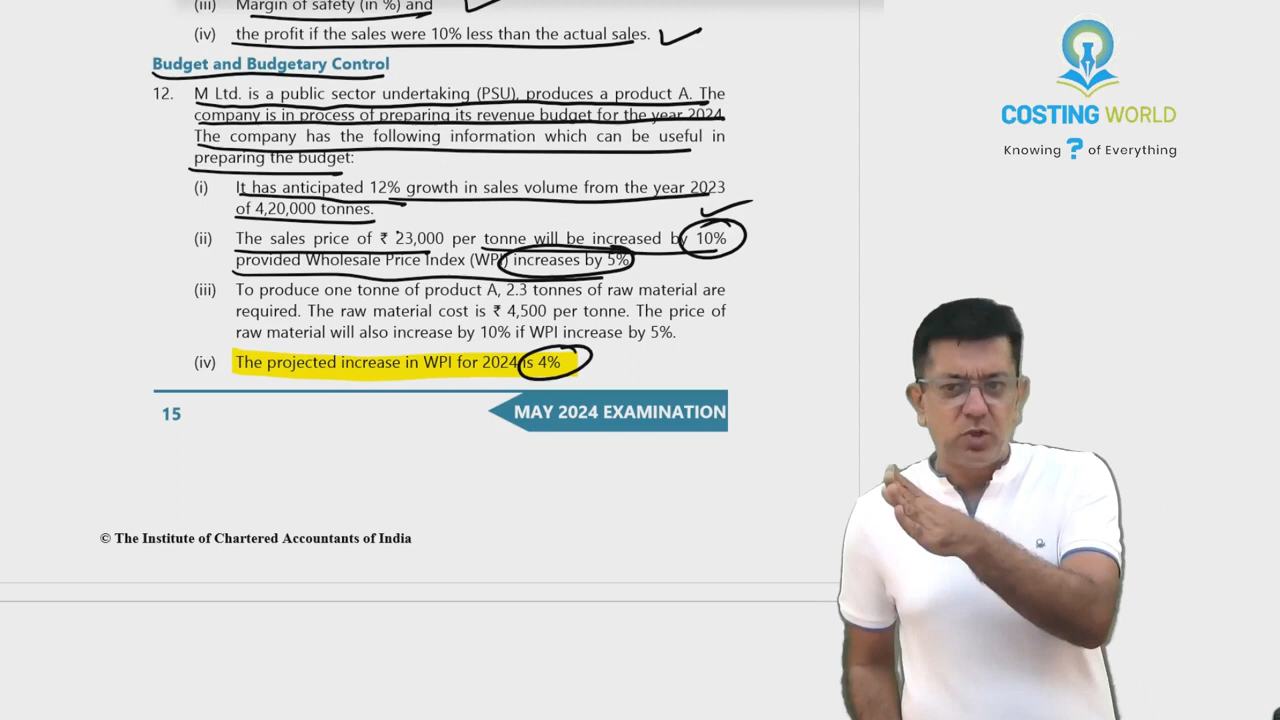 (iii) Margin of safety (in %) and
(iv) the profit if the sales were 10% less than the actual sales.
Budget and Budgetary Control
12. M Ltd. is a public sector undertaking (PSU), produces a product A. The
company is in process of preparing its revenue budget for the year 2024.
The company has the following information which can be useful in
preparing the budget:
(i) It has anticipated 12% growth in sales volume from the year 2023
of 4,20,000 tonnes.
(ii) The sales price of ₹ 23,000 per tonne will be increased by 10%
provided Wholesale Price Index (WPI) increases by 5%.
(iii) To produce one tonne of product A, 2.3 tonnes of raw material are
required. The raw material cost is ₹ 4,500 per tonne. The price of
raw material will also increase by 10% if WPI increase by 5%.
(iv) The projected increase in WPI for 2024 is 4%
15
MAY 2024 EXAMINATION
© The Institute of Chartered Accountants of India
COSTING WORLD
Knowing ? of Everything